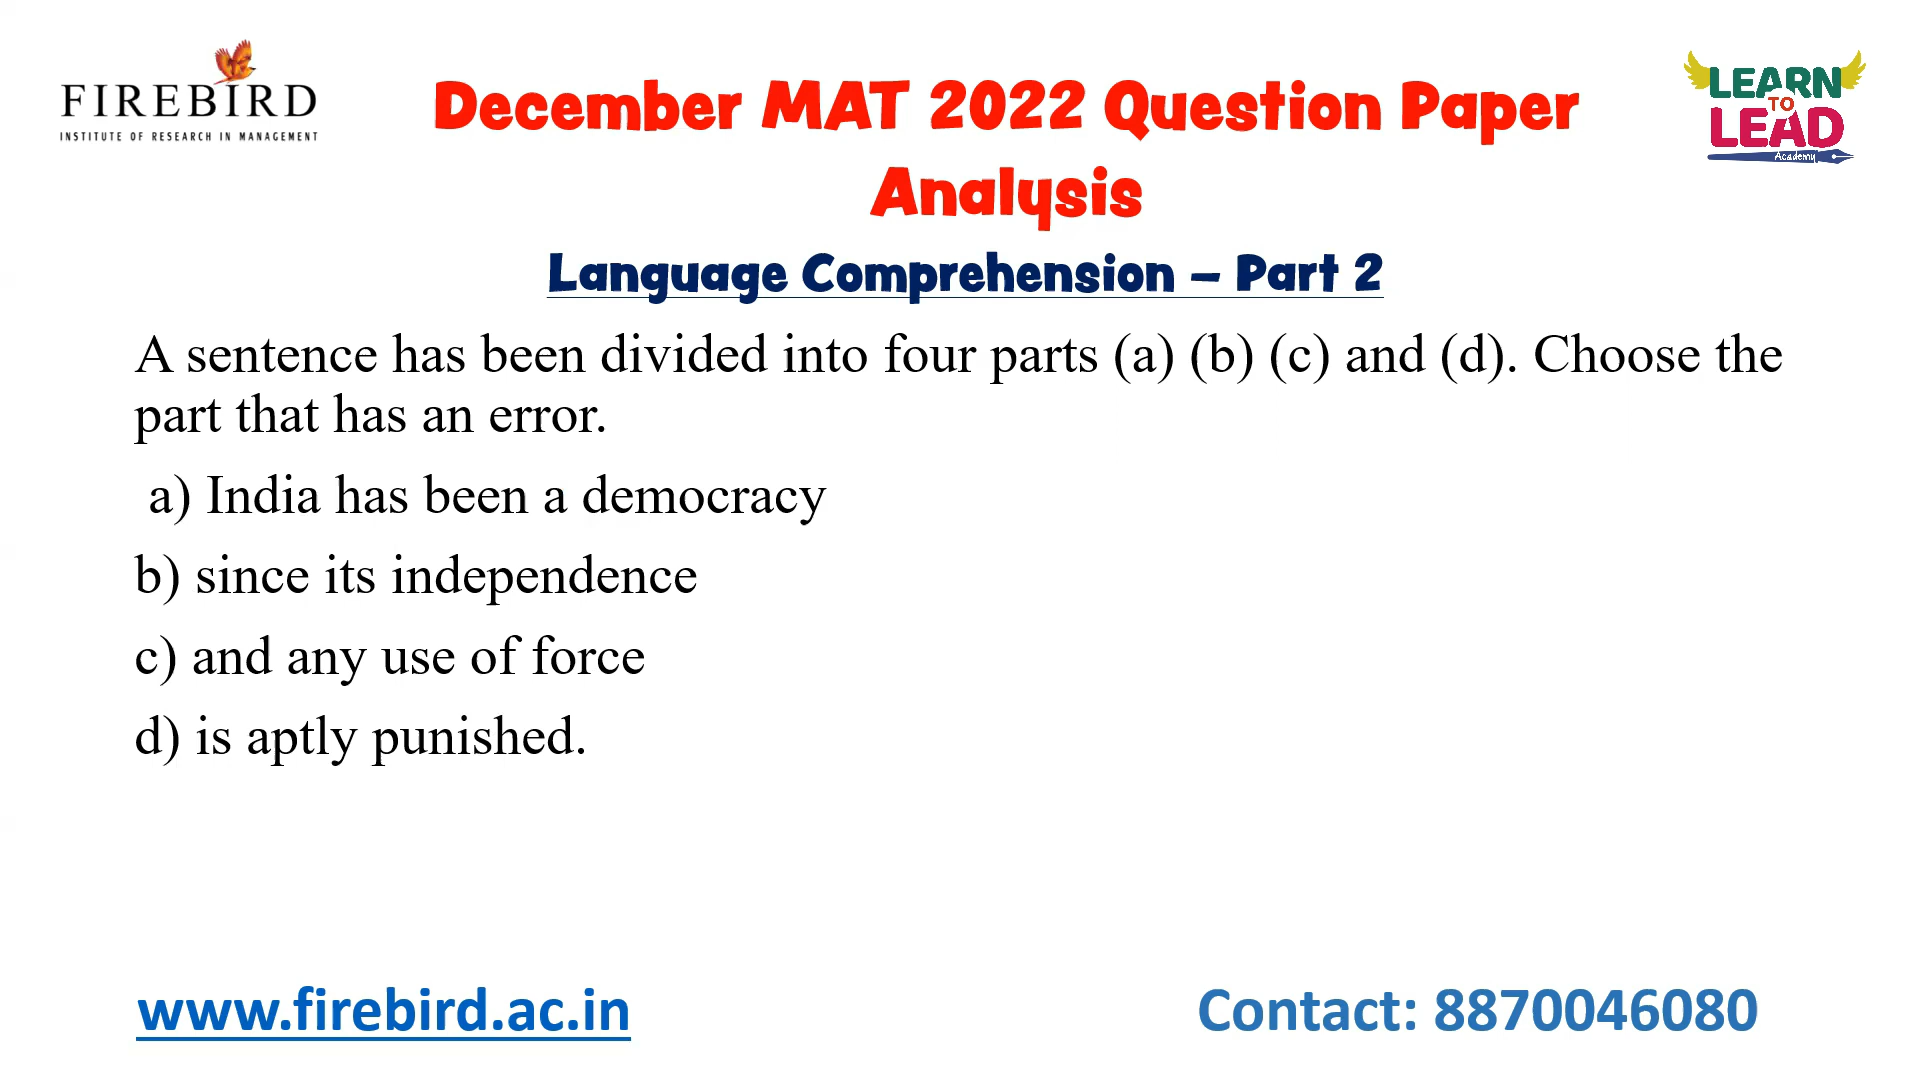 FIREBIRD
INSTITUTE OF RESEARCH IN MANAGEMENT
December MAT 2022 Question Paper
Analysis
LEARN
TO
LEAD
Academy
Language Comprehension – Part 2
A sentence has been divided into four parts (a) (b) (c) and (d). Choose the
part that has an error.
a) India has been a democracy
b) since its independence
c) and any use of force
d) is aptly punished.
www.firebird.ac.in
Contact: 8870046080